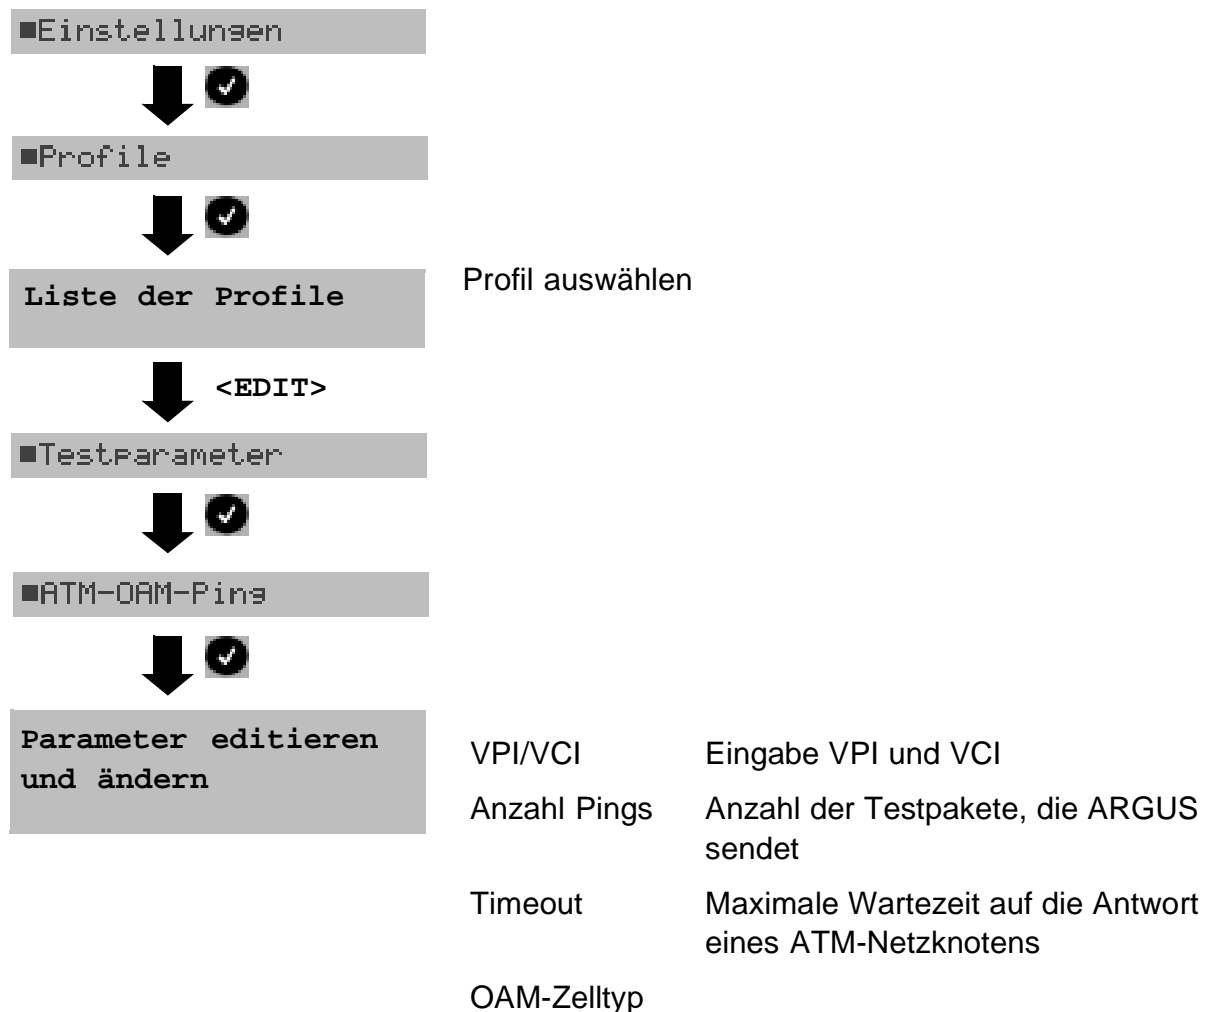 ■Einstellungen
■Profile
Liste der Profile
Profil auswählen
<EDIT>
■Testparameter
■ATM-OAM-Ping
Parameter editieren
und ändern
VPI/VCI Eingabe VPI und VCI
Anzahl Pings Anzahl der Testpakete, die ARGUS
sendet
Timeout Maximale Wartezeit auf die Antwort
eines ATM-Netzknotens
OAM-Zelltyp